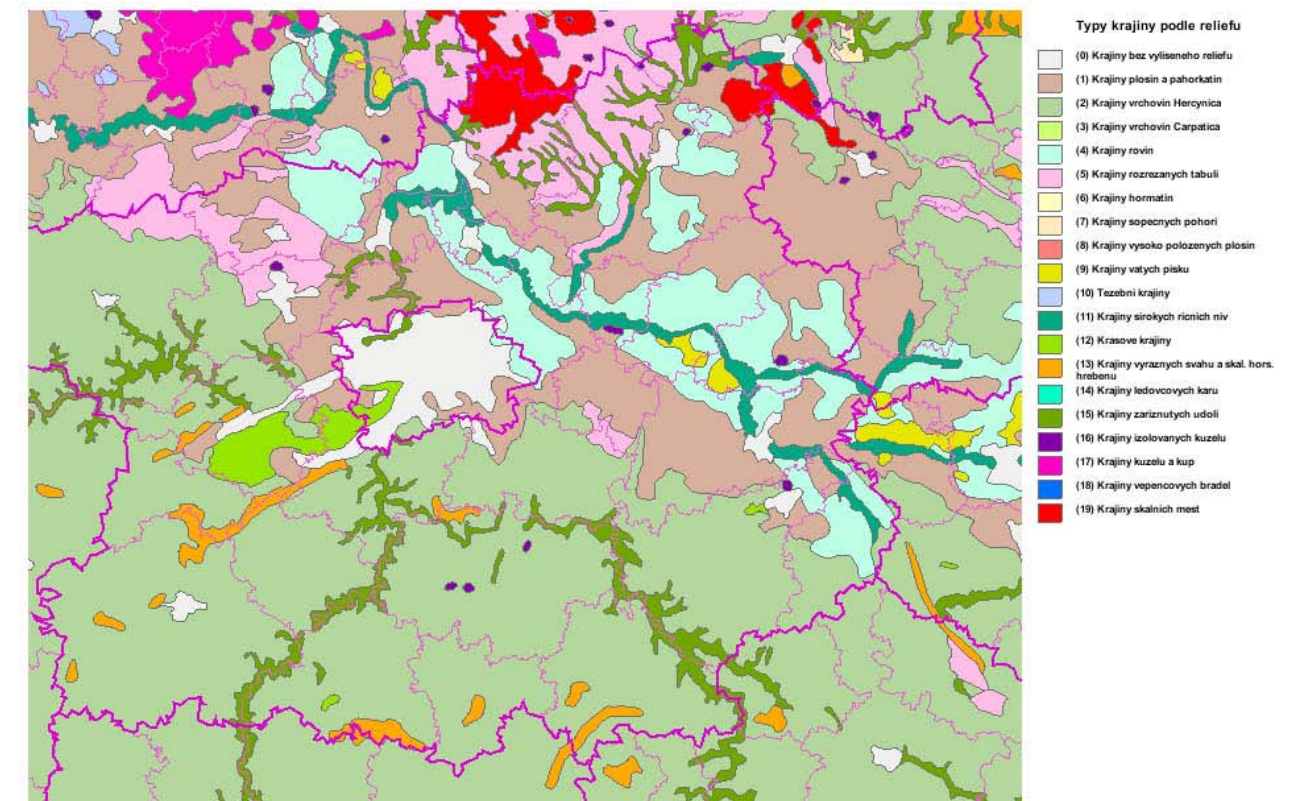 Typy krajiny podle reliefu
(0) Krajiny bez vyliseneho reliefu
(1) Krajiny plosin a pahorkatin
(2) Krajiny vrchovin Hercynica
(3) Krajiny vrchovin Carpatica
(4) Krajiny rovin
(5) Krajiny rozrezanych tabuli
(6) Krajiny hormatin
(7) Krajiny sopecnych pohori
(8) Krajiny vysoko polozenych plosin
(9) Krajiny vatych pisku
(10) Tezebni krajiny
(11) Krajiny sirokych ricnich niv
(12) Krasove krajiny
(13) Krajiny vyraznych svahu a skal. hors.
hrebenu
(14) Krajiny ledovcovych karu
(15) Krajiny zariznutych udoli
(16) Krajiny izolovanych kuzelu
(17) Krajiny kuzelu a kup
(18) Krajiny vepencovych bradel
(19) Krajiny skalnich mest